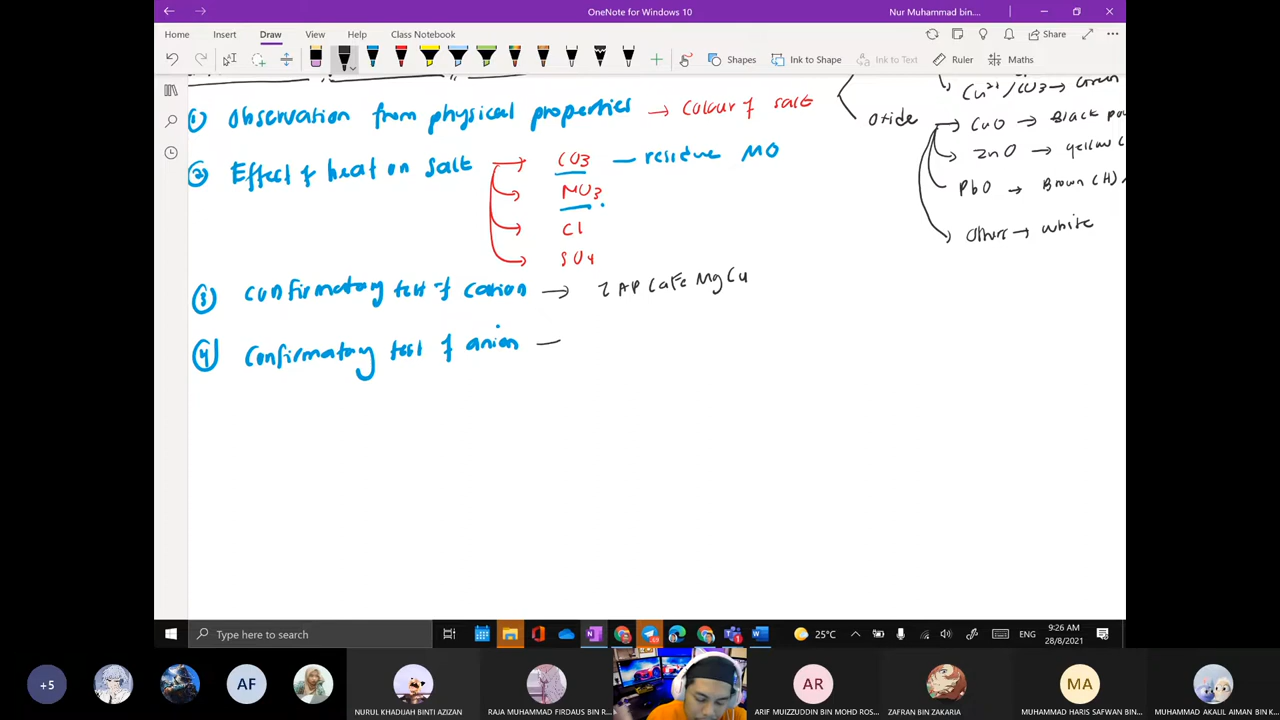 OneNote for Windows 10
Nur Muhammad bin....
Home Insert Draw View Help Class Notebook
Share
Shapes Ink to Shape Ink to Text Ruler Maths
① Observation from physical properties → Colour of salt
② Effect of heat on salt → CO3 — residue MO
NO3
Cl
SO4
③ Confirmatory test of cation → ZAP CaFe Mg Cu
④ Confirmatory test of anion —
Cu²⁺/CO3 → Green
oxide → CuO → Black
ZnO → yellow (
PbO → Brown (H)
Others → white
Type here to search
25°C
ENG
9:26 AM
28/8/2021
+5
AF
NURUL KHADIJAH BINTI AZIZAN
RAJA MUHAMMAD FIRDAUS BIN R...
AR
ARIF MUIZZUDDIN BIN MOHD ROS...
ZAFRAN BIN ZAKARIA
MA
MUHAMMAD HARIS SAFWAN BIN...
MUHAMMAD AKALIL AIMAN BIN K...